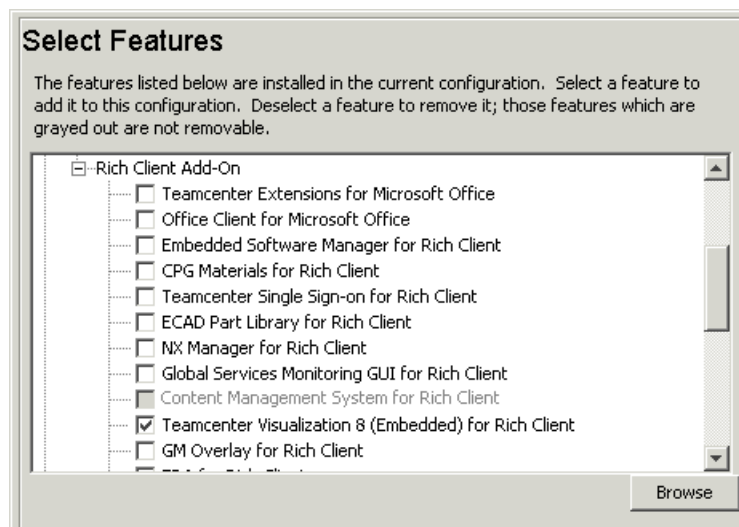 Select Features
The features listed below are installed in the current configuration. Select a feature to
add it to this configuration. Deselect a feature to remove it; those features which are
grayed out are not removable.
Rich Client Add-On
Teamcenter Extensions for Microsoft Office
Office Client for Microsoft Office
Embedded Software Manager for Rich Client
CPG Materials for Rich Client
Teamcenter Single Sign-on for Rich Client
ECAD Part Library for Rich Client
NX Manager for Rich Client
Global Services Monitoring GUI for Rich Client
Content Management System for Rich Client
Teamcenter Visualization 8 (Embedded) for Rich Client
GM Overlay for Rich Client
Browse